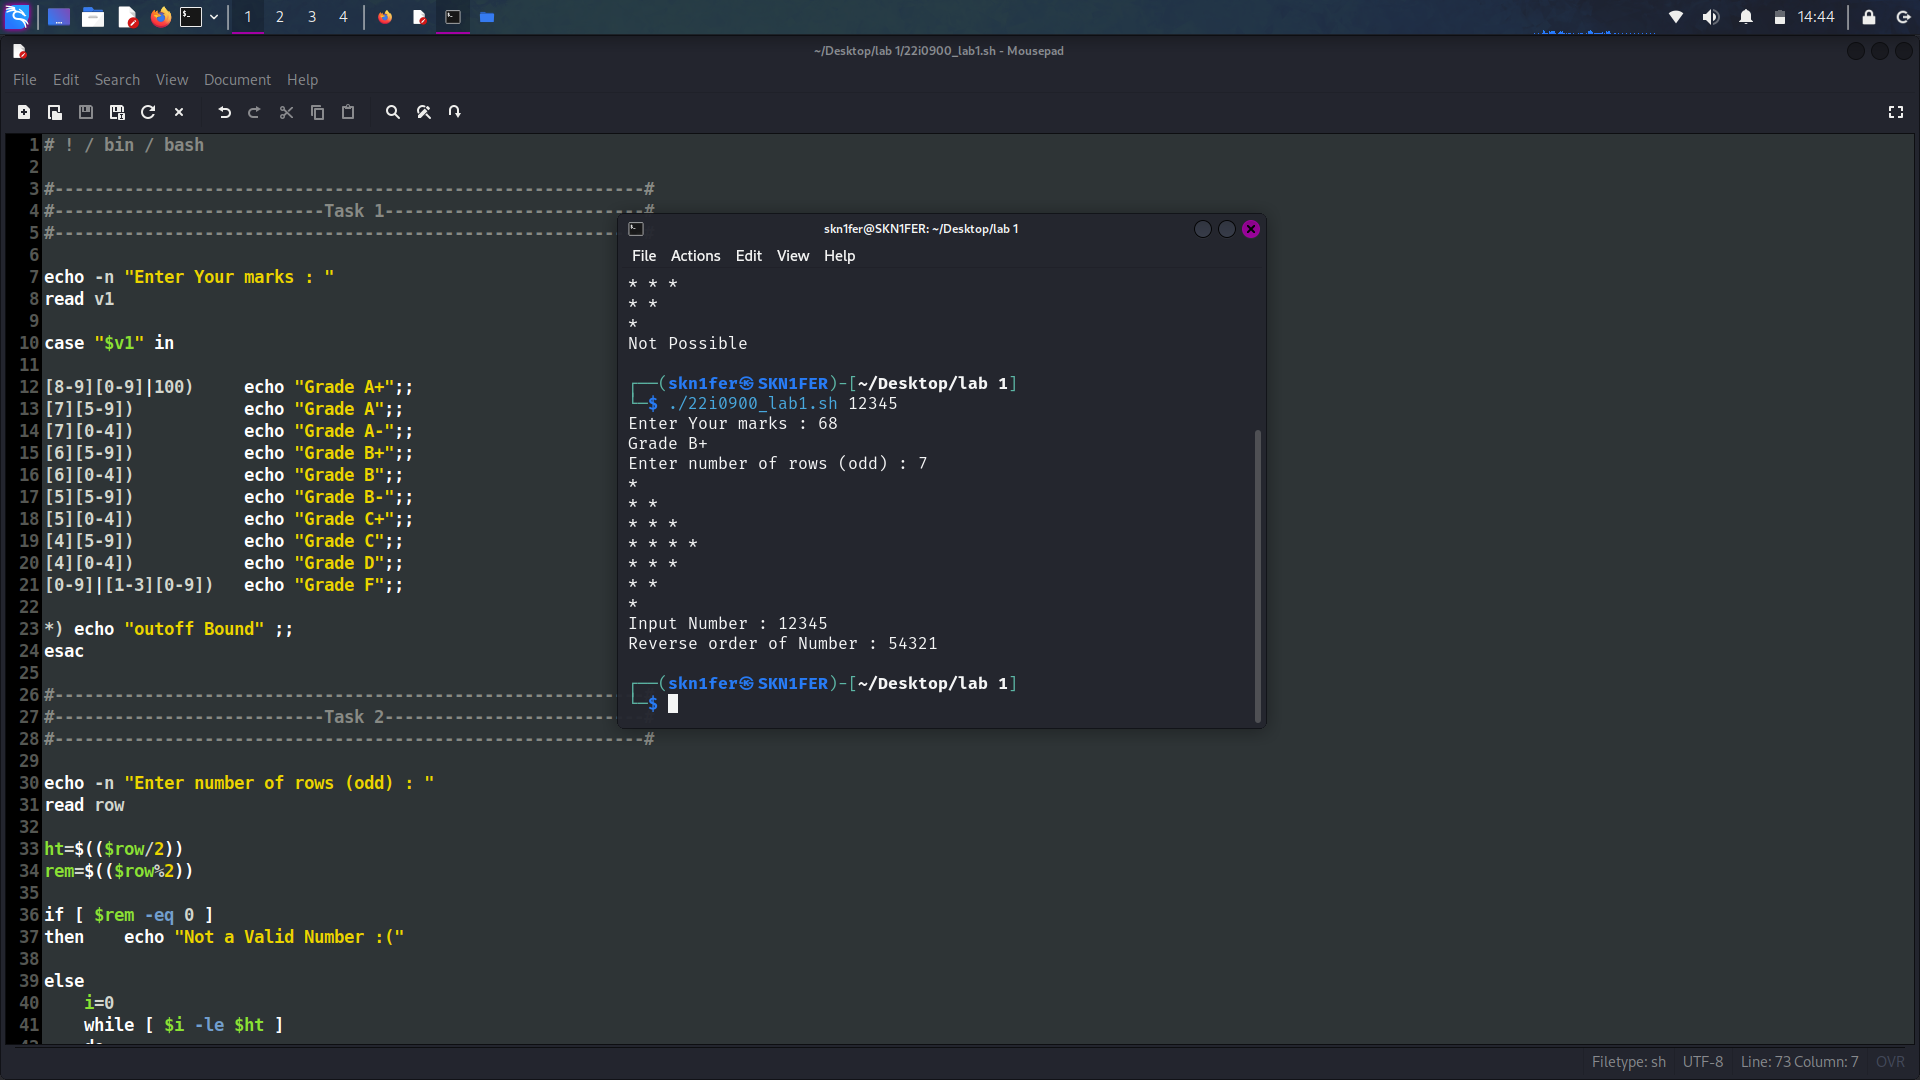 1 2 3 4
14:44
~/Desktop/lab 1/22i0900_lab1.sh - Mousepad
File Edit Search View Document Help
1 # ! / bin / bash
2
3 #-----------------------------------------------------------#
4 #---------------------------Task 1--------------------------#
5 #-----------------------------------------------------------
6
7 echo -n "Enter Your marks : "
8 read v1
9
10 case "$v1" in
11
12 [8-9][0-9]|100)     echo "Grade A+";;
13 [7][5-9])           echo "Grade A";;
14 [7][0-4])           echo "Grade A-";;
15 [6][5-9])           echo "Grade B+";;
16 [6][0-4])           echo "Grade B";;
17 [5][5-9])           echo "Grade B-";;
18 [5][0-4])           echo "Grade C+";;
19 [4][5-9])           echo "Grade C";;
20 [4][0-4])           echo "Grade D";;
21 [0-9]|[1-3][0-9])   echo "Grade F";;
22
23 *) echo "outoff Bound" ;;
24 esac
25
26 #-----------------------------------------------------------
27 #---------------------------Task 2--------------------------
28 #-----------------------------------------------------------#
29
30 echo -n "Enter number of rows (odd) : "
31 read row
32
33 ht=$(($row/2))
34 rem=$(($row%2))
35
36 if [ $rem -eq 0 ]
37 then    echo "Not a Valid Number :("
38
39 else
40     i=0
41     while [ $i -le $ht ]
skn1fer@SKN1FER: ~/Desktop/lab 1
File Actions Edit View Help
* * *
* *
*
Not Possible
┌──(skn1fer㉿SKN1FER)-[~/Desktop/lab 1]
└─$ ./22i0900_lab1.sh 12345
Enter Your marks : 68
Grade B+
Enter number of rows (odd) : 7
*
* *
* * *
* * * *
* * *
* *
*
Input Number : 12345
Reverse order of Number : 54321
┌──(skn1fer㉿SKN1FER)-[~/Desktop/lab 1]
└─$
Filetype: sh UTF-8 Line: 73 Column: 7 OVR